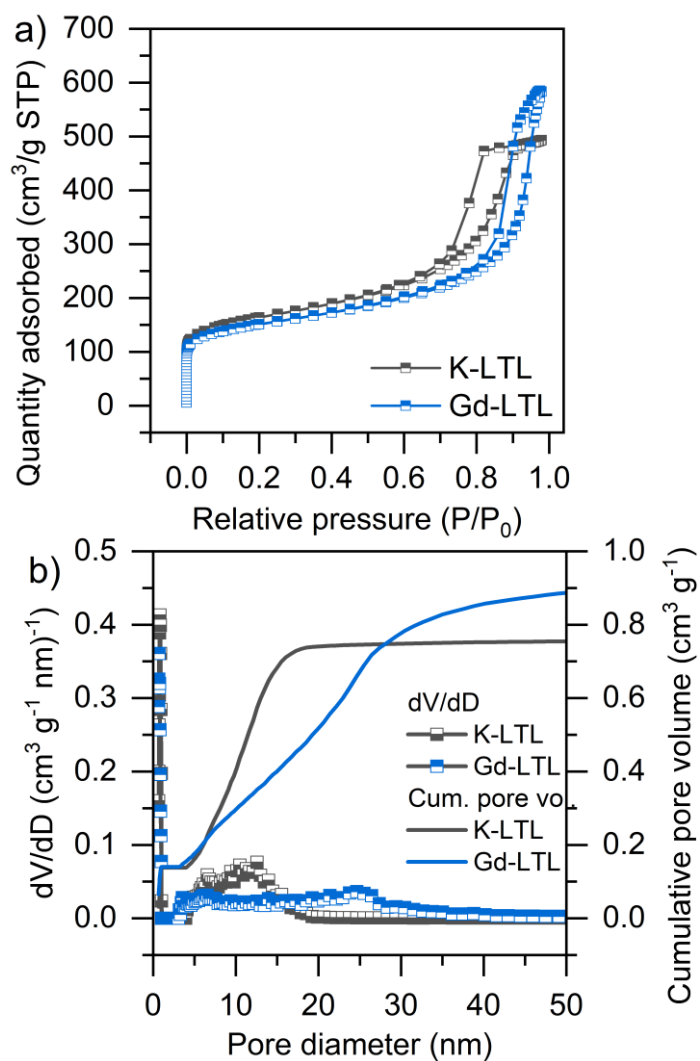 a)
700
600
500
400
300
200
100
0
Quantity adsorbed (cm³/g STP)
K-LTL
Gd-LTL
0.0 0.2 0.4 0.6 0.8 1.0
Relative pressure (P/P₀)
b)
0.5
0.4
0.3
0.2
0.1
0.0
dV/dD (cm³ g⁻¹ nm)⁻¹)
1.0
0.8
0.6
0.4
0.2
0.0
Cumulative pore volume (cm³ g⁻¹)
dV/dD
K-LTL
Gd-LTL
Cum. pore vo
K-LTL
Gd-LTL
0 10 20 30 40 50
Pore diameter (nm)